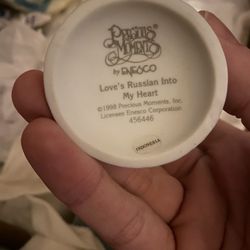 PRECIOUS
MOMENTS
by ENESCO
Love's Russian Into
My Heart
©1998 Precious Moments, Inc.
Licensee Enesco Corporation
456446
INDONESIA